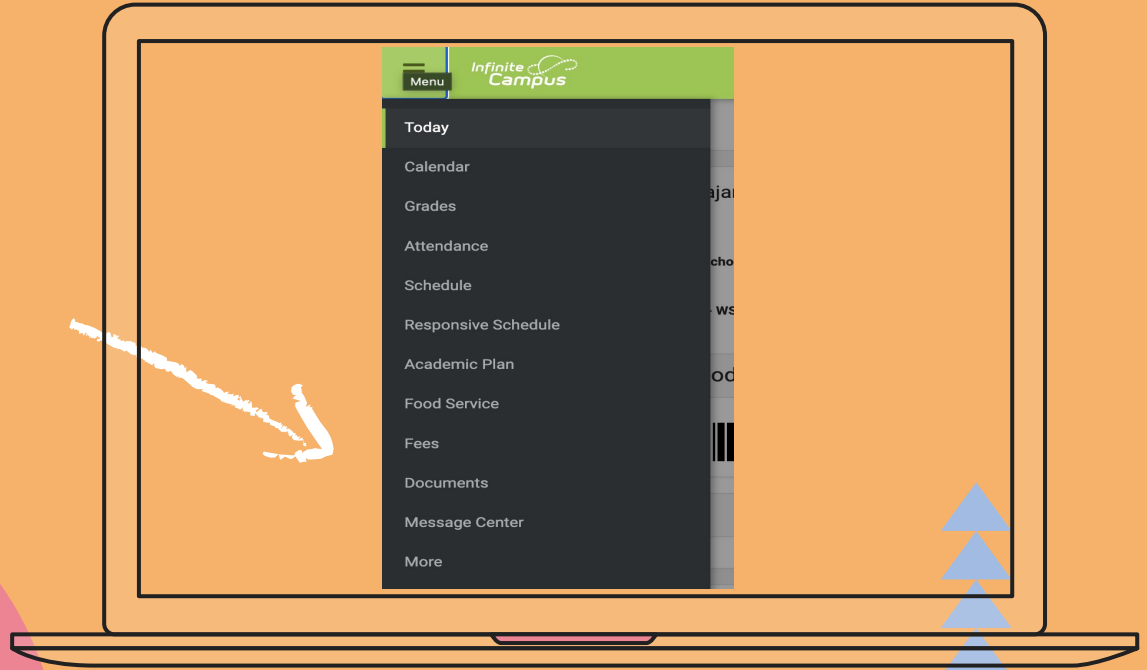 Menu
Infinite
Campus
Today
Calendar
Grades
Attendance
Schedule
Responsive Schedule
Academic Plan
Food Service
Fees
Documents
Message Center
More